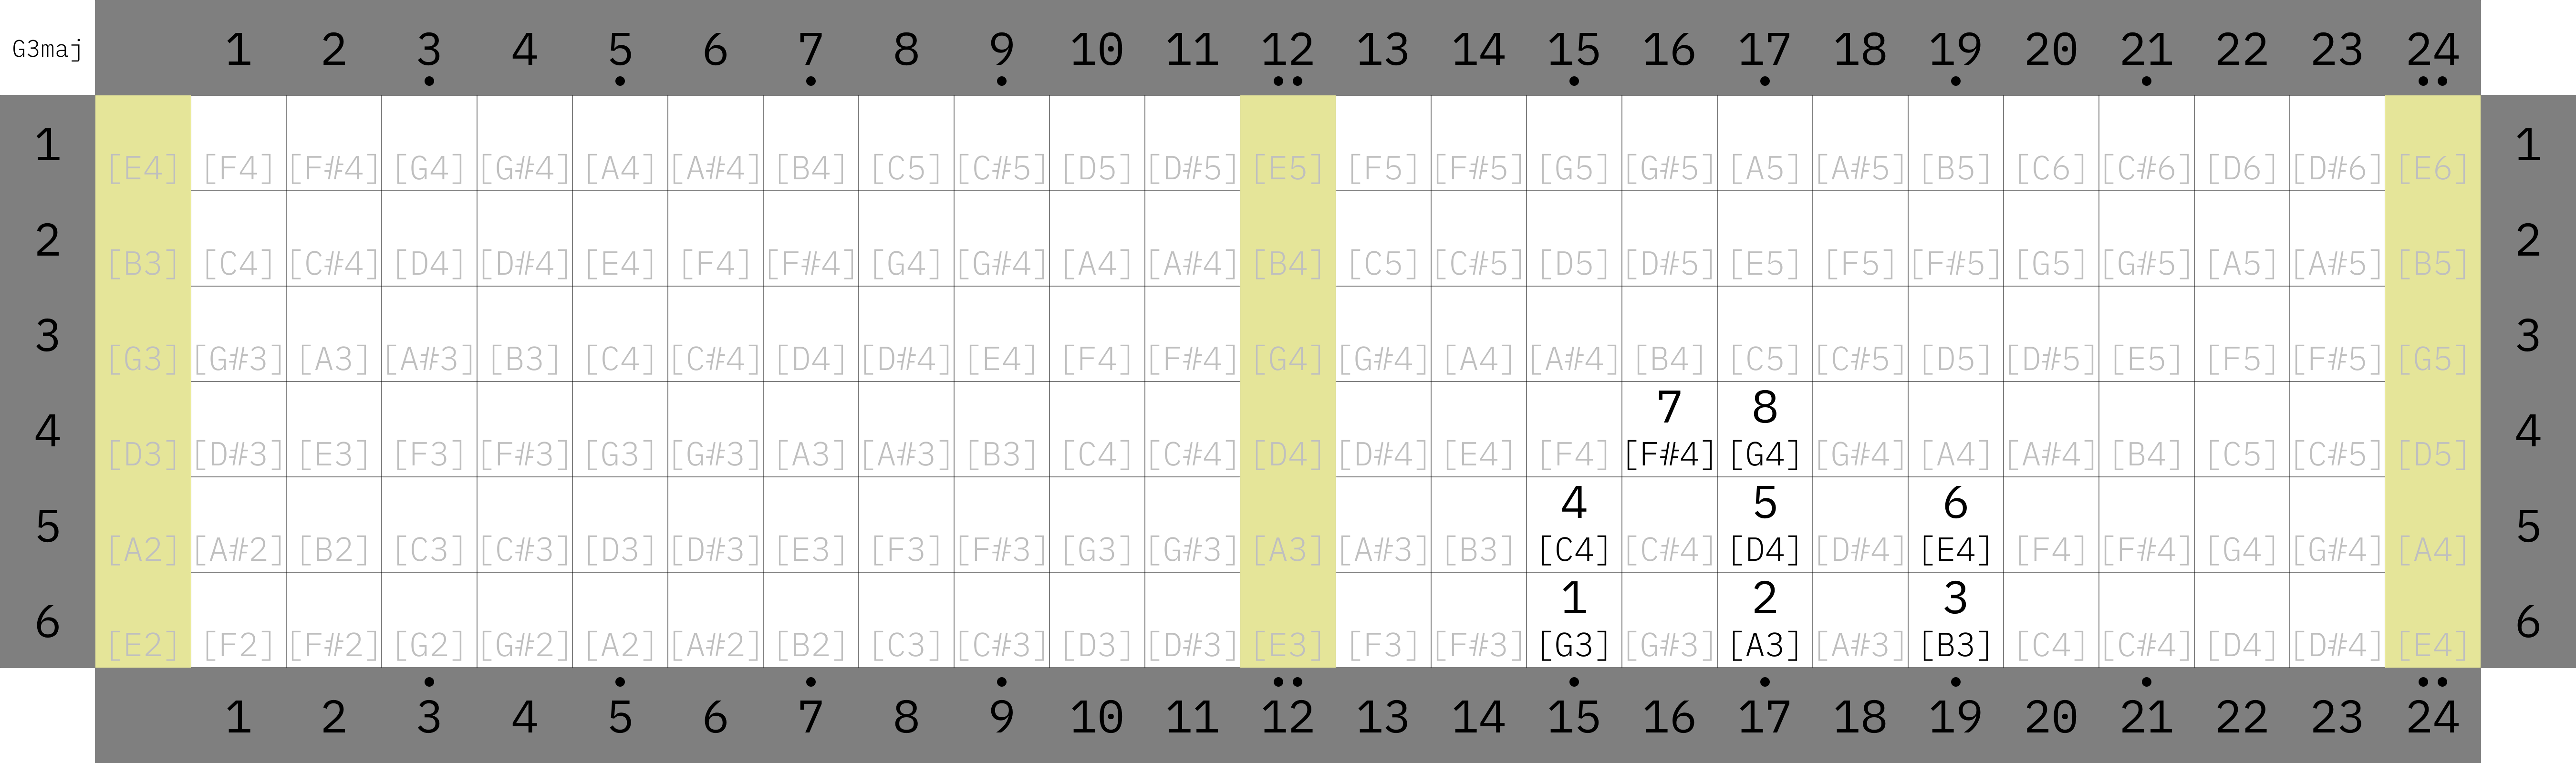 G3maj 1 2 3 4 5 6 7 8 9 10 11 12 13 14 15 16 17 18 19 20 21 22 23 24
1 [E4] [F4] [F#4] [G4] [G#4] [A4] [A#4] [B4] [C5] [C#5] [D5] [D#5] [E5] [F5] [F#5] [G5] [G#5] [A5] [A#5] [B5] [C6] [C#6] [D6] [D#6] [E6] 1
2 [B3] [C4] [C#4] [D4] [D#4] [E4] [F4] [F#4] [G4] [G#4] [A4] [A#4] [B4] [C5] [C#5] [D5] [D#5] [E5] [F5] [F#5] [G5] [G#5] [A5] [A#5] [B5] 2
3 [G3] [G#3] [A3] [A#3] [B3] [C4] [C#4] [D4] [D#4] [E4] [F4] [F#4] [G4] [G#4] [A4] [A#4] [B4] [C5] [C#5] [D5] [D#5] [E5] [F5] [F#5] [G5] 3
7 8
4 [D3] [D#3] [E3] [F3] [F#3] [G3] [G#3] [A3] [A#3] [B3] [C4] [C#4] [D4] [D#4] [E4] [F4] [F#4] [G4] [G#4] [A4] [A#4] [B4] [C5] [C#5] [D5] 4
4 5 6
5 [A2] [A#2] [B2] [C3] [C#3] [D3] [D#3] [E3] [F3] [F#3] [G3] [G#3] [A3] [A#3] [B3] [C4] [C#4] [D4] [D#4] [E4] [F4] [F#4] [G4] [G#4] [A4] 5
1 2 3
6 [E2] [F2] [F#2] [G2] [G#2] [A2] [A#2] [B2] [C3] [C#3] [D3] [D#3] [E3] [F3] [F#3] [G3] [G#3] [A3] [A#3] [B3] [C4] [C#4] [D4] [D#4] [E4] 6
1 2 3 4 5 6 7 8 9 10 11 12 13 14 15 16 17 18 19 20 21 22 23 24